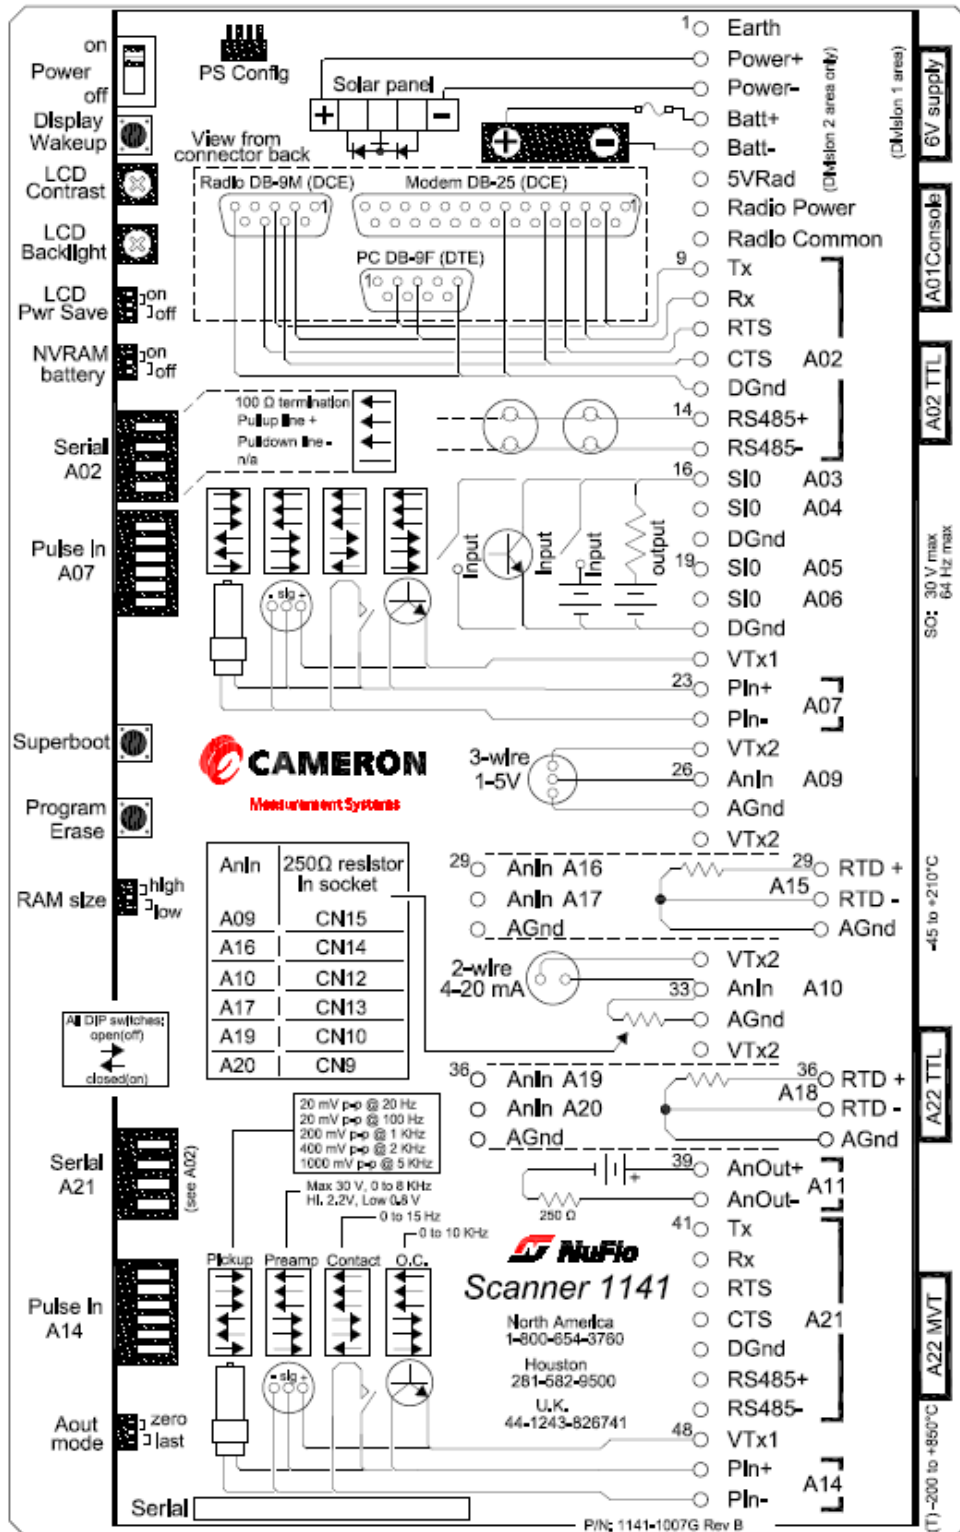 on
Power
off
Display
Wakeup
LCD
Contrast
LCD
Backlight
LCD
Pwr Save
on
off
NVRAM
battery
on
off
Serial
A02
Pulse In
A07
Superboot
Program
Erase
RAM size
high
low
All DIP switches:
open(off)
closed(on)
Serial
A21
(see A02)
Pulse In
A14
Aout
mode
zero
last
PS Config
Solar panel
+ -
View from
connector back
Radio DB-9M (DCE)
Modem DB-25 (DCE)
PC DB-9F (DTE)
1
1
1
+ -
100 Ω termination
Pullup line +
Pulldown line -
n/a
Input
Input
Input
output
- sig +
CAMERON
Measurement Systems
3-wire
1-5V
AnIn 250Ω resistor
In socket
A09 CN15
A16 CN14
A10 CN12
A17 CN13
A19 CN10
A20 CN9
2-wire
4-20 mA
20 mV p-p @ 20 Hz
20 mV p-p @ 100 Hz
200 mV p-p @ 1 KHz
400 mV p-p @ 2 KHz
1000 mV p-p @ 5 KHz
Max 30 V, 0 to 8 KHz
Hi. 2.2V, Low 0.8 V
0 to 15 Hz
0 to 10 KHz
Pickup Preamp Contact O.C.
- sig +
Serial
NuFlo
Scanner 1141
North America
1-800-654-3760
Houston
281-582-9500
U.K.
44-1243-826741
P/N: 1141-1007G Rev B
1 Earth
Power+
Power-
Batt+
Batt-
5VRad
Radio Power
Radio Common
9 Tx
Rx
RTS
CTS A02
DGnd
14 RS485+
RS485-
16 SI0 A03
SI0 A04
DGnd
19 SI0 A05
SI0 A06
DGnd
VTx1
23 PIn+
A07
PIn-
VTx2
26 AnIn A09
AGnd
VTx2
29 AnIn A16
AnIn A17
AGnd
29 RTD +
A15 RTD -
AGnd
VTx2
33 AnIn A10
AGnd
VTx2
36 AnIn A19
AnIn A20
AGnd
36 RTD +
A18 RTD -
AGnd
39 AnOut+
A11
AnOut-
+
250 Ω
41 Tx
Rx
RTS
CTS A21
DGnd
RS485+
RS485-
48 VTx1
PIn+
A14
PIn-
(Division 2 area only)
(Division 1 area)
6V supply
A01Console
A02 TTL
SO: 30 V max
64 Hz max
-45 to +210°C
A22 TTL
A22 MVT
(T) -200 to +850°C